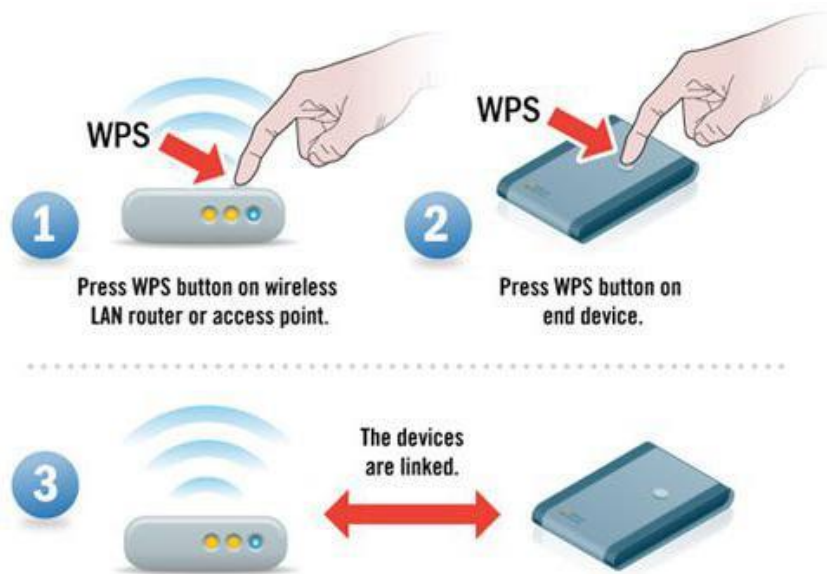 WPS
1
Press WPS button on wireless
LAN router or access point.
WPS
2
Press WPS button on
end device.
3
The devices
are linked.